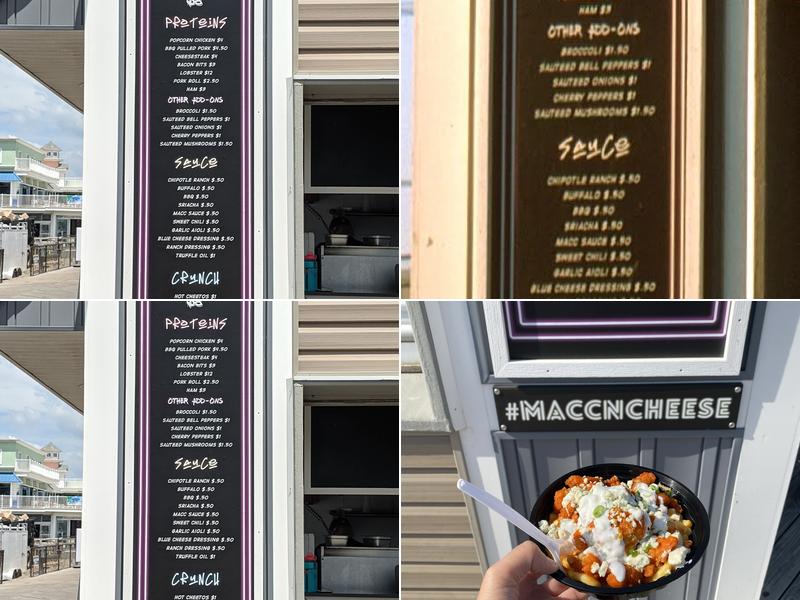 PROTEINS
POPCORN CHICKEN $4
BBQ PULLED PORK $4.50
CHEESESTEAK $4
BACON BITS $3
LOBSTER $12
PORK ROLL $2.50
HAM $3
OTHER ADD-ONS
BROCCOLI $1.50
SAUTEED BELL PEPPERS $1
SAUTEED ONIONS $1
CHERRY PEPPERS $1
SAUTEED MUSHROOMS $1.50
SAUCE
CHIPOTLE RANCH $.50
BUFFALO $.50
BBQ $.50
SRIACHA $.50
MACC SAUCE $.50
SWEET CHILI $.50
GARLIC AIOLI $.50
BLUE CHEESE DRESSING $.50
RANCH DRESSING $.50
TRUFFLE OIL $1
CRUNCH
HOT CHEETOS $1
HAM $3
OTHER ADD-ONS
BROCCOLI $1.50
SAUTEED BELL PEPPERS $1
SAUTEED ONIONS $1
CHERRY PEPPERS $1
SAUTEED MUSHROOMS $1.50
SAUCE
CHIPOTLE RANCH $.50
BUFFALO $.50
BBQ $.50
SRIACHA $.50
MACC SAUCE $.50
SWEET CHILI $.50
GARLIC AIOLI $.50
BLUE CHEESE DRESSING $.50
PROTEINS
POPCORN CHICKEN $4
BBQ PULLED PORK $4.50
CHEESESTEAK $4
BACON BITS $3
LOBSTER $12
PORK ROLL $2.50
HAM $3
OTHER ADD-ONS
BROCCOLI $1.50
SAUTEED BELL PEPPERS $1
SAUTEED ONIONS $1
CHERRY PEPPERS $1
SAUTEED MUSHROOMS $1.50
SAUCE
CHIPOTLE RANCH $.50
BUFFALO $.50
BBQ $.50
SRIACHA $.50
MACC SAUCE $.50
SWEET CHILI $.50
GARLIC AIOLI $.50
BLUE CHEESE DRESSING $.50
RANCH DRESSING $.50
TRUFFLE OIL $1
CRUNCH
HOT CHEETOS $1
#MACCNCHEESE